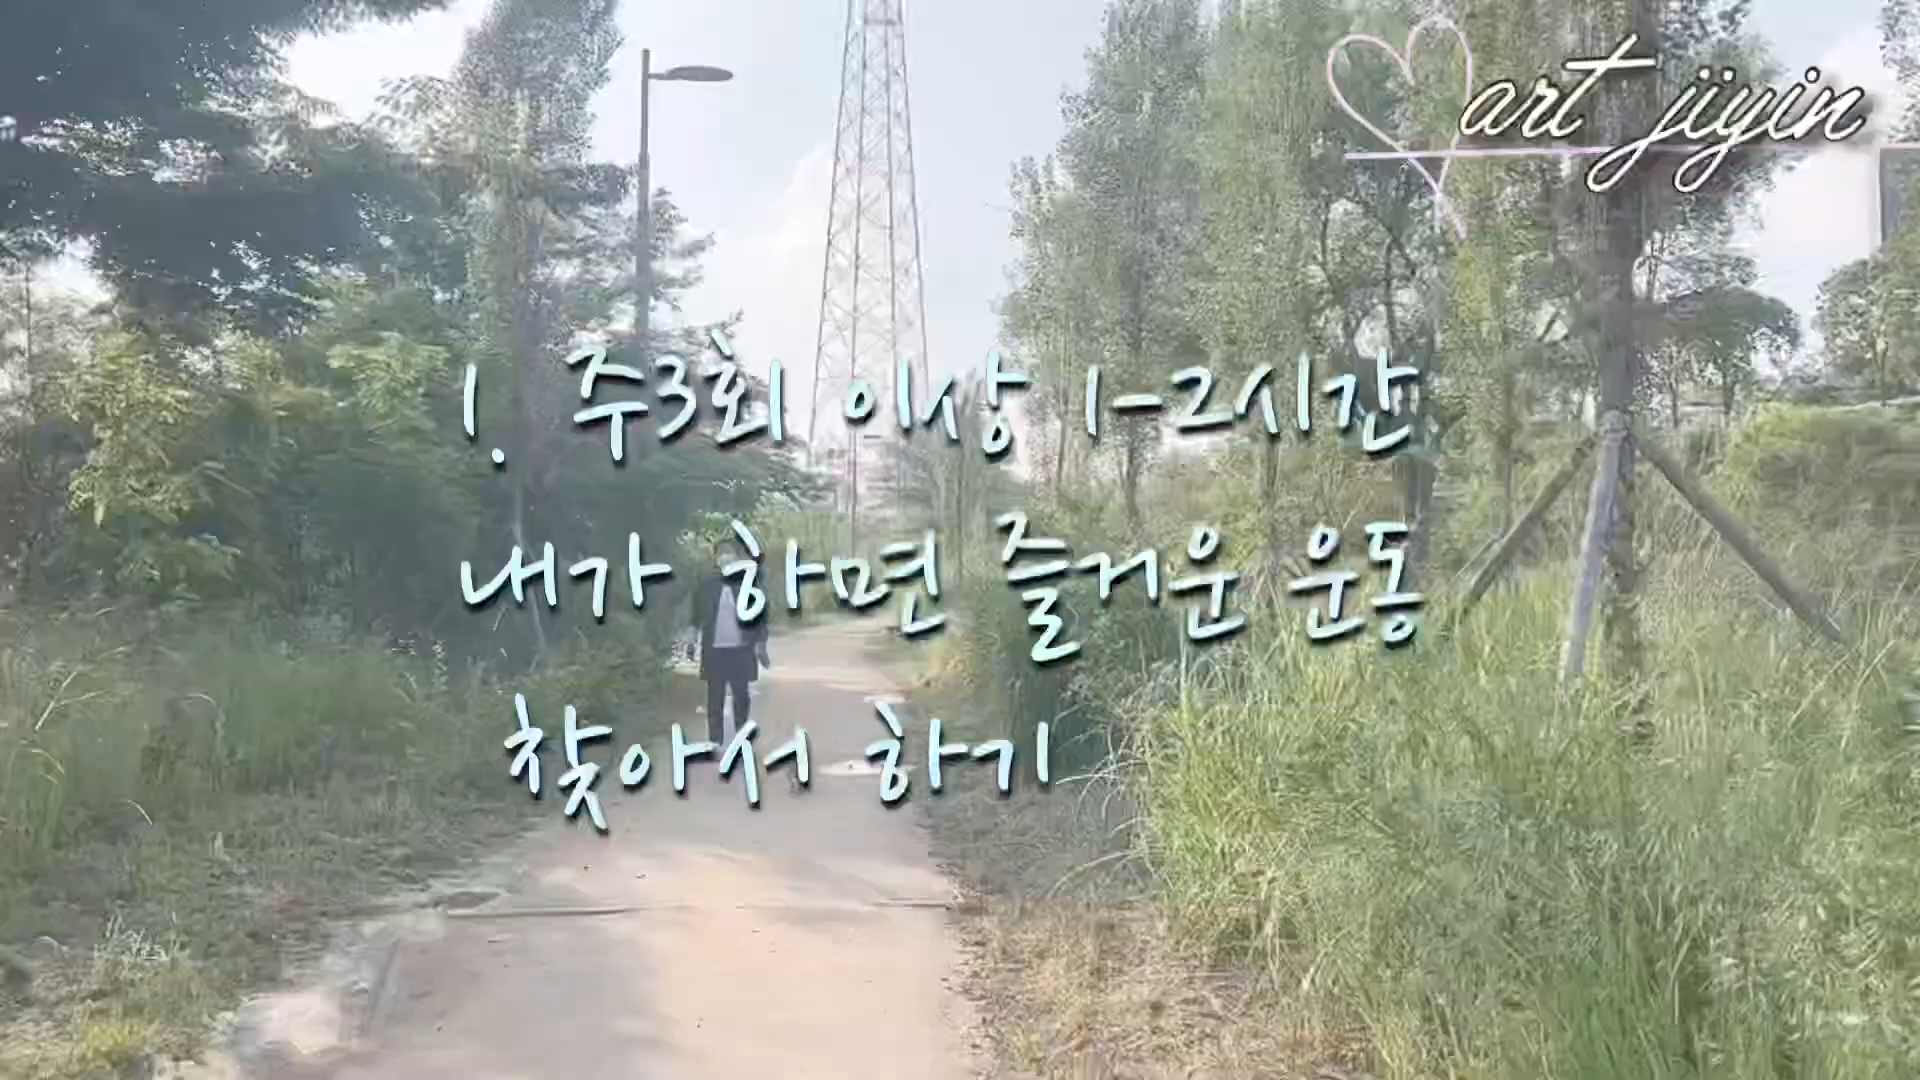 art jiyin
1. 주3회 이상 1-2시간
내가 하면 즐거운 운동
찾아서 하기